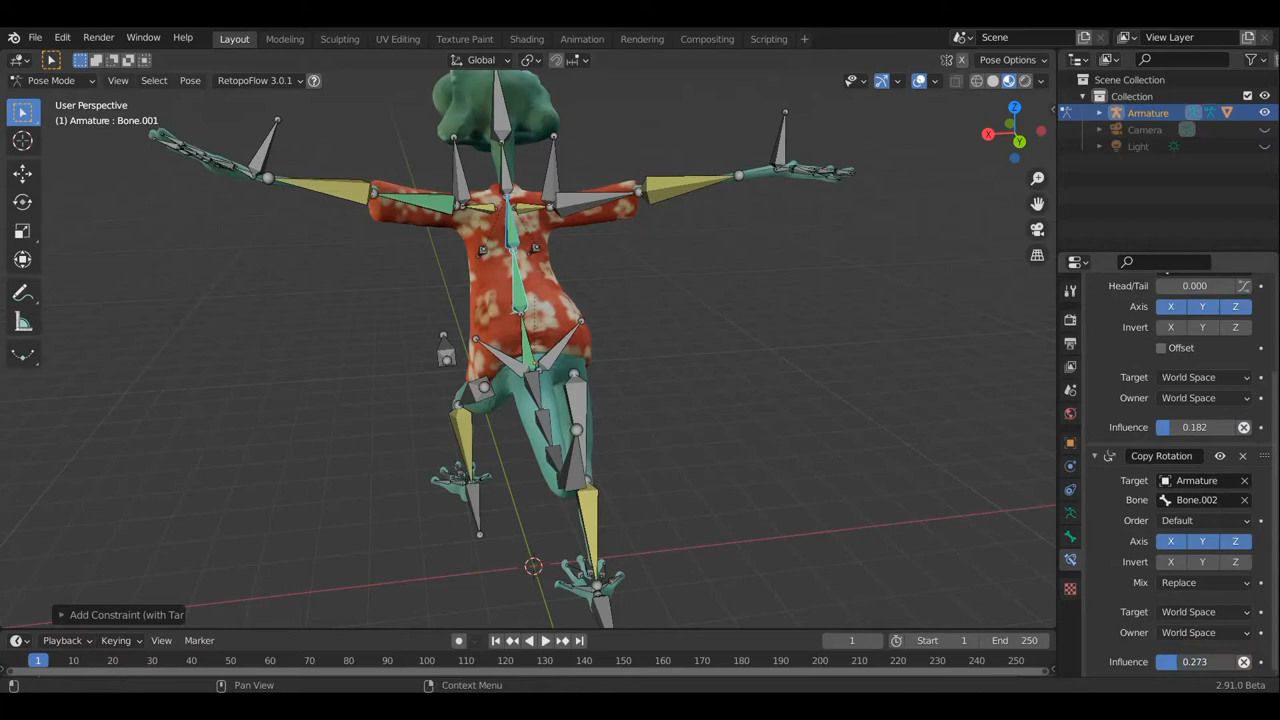 File Edit Render Window Help Layout Modeling Sculpting UV Editing Texture Paint Shading Animation Rendering Compositing Scripting + Scene View Layer
Global X Pose Options
Pose Mode View Select Pose RetopoFlow 3.0.1 ?
User Perspective
(1) Armature : Bone.001
Z
X
Y
Scene Collection
Collection
Armature
Camera
Light
Head/Tail 0.000
Axis X Y Z
Invert X Y Z
Offset
Target World Space
Owner World Space
Influence 0.182
Copy Rotation
Target Armature
Bone Bone.002
Order Default
Axis X Y Z
Invert X Y Z
Mix Replace
Target World Space
Owner World Space
Influence 0.273
Add Constraint (with Tar
Playback Keying View Marker 1 Start 1 End 250
1 10 20 30 40 50 60 70 80 90 100 110 120 130 140 150 160 170 180 190 200 210 220 230 240 250
Pan View Context Menu 2.91.0 Beta